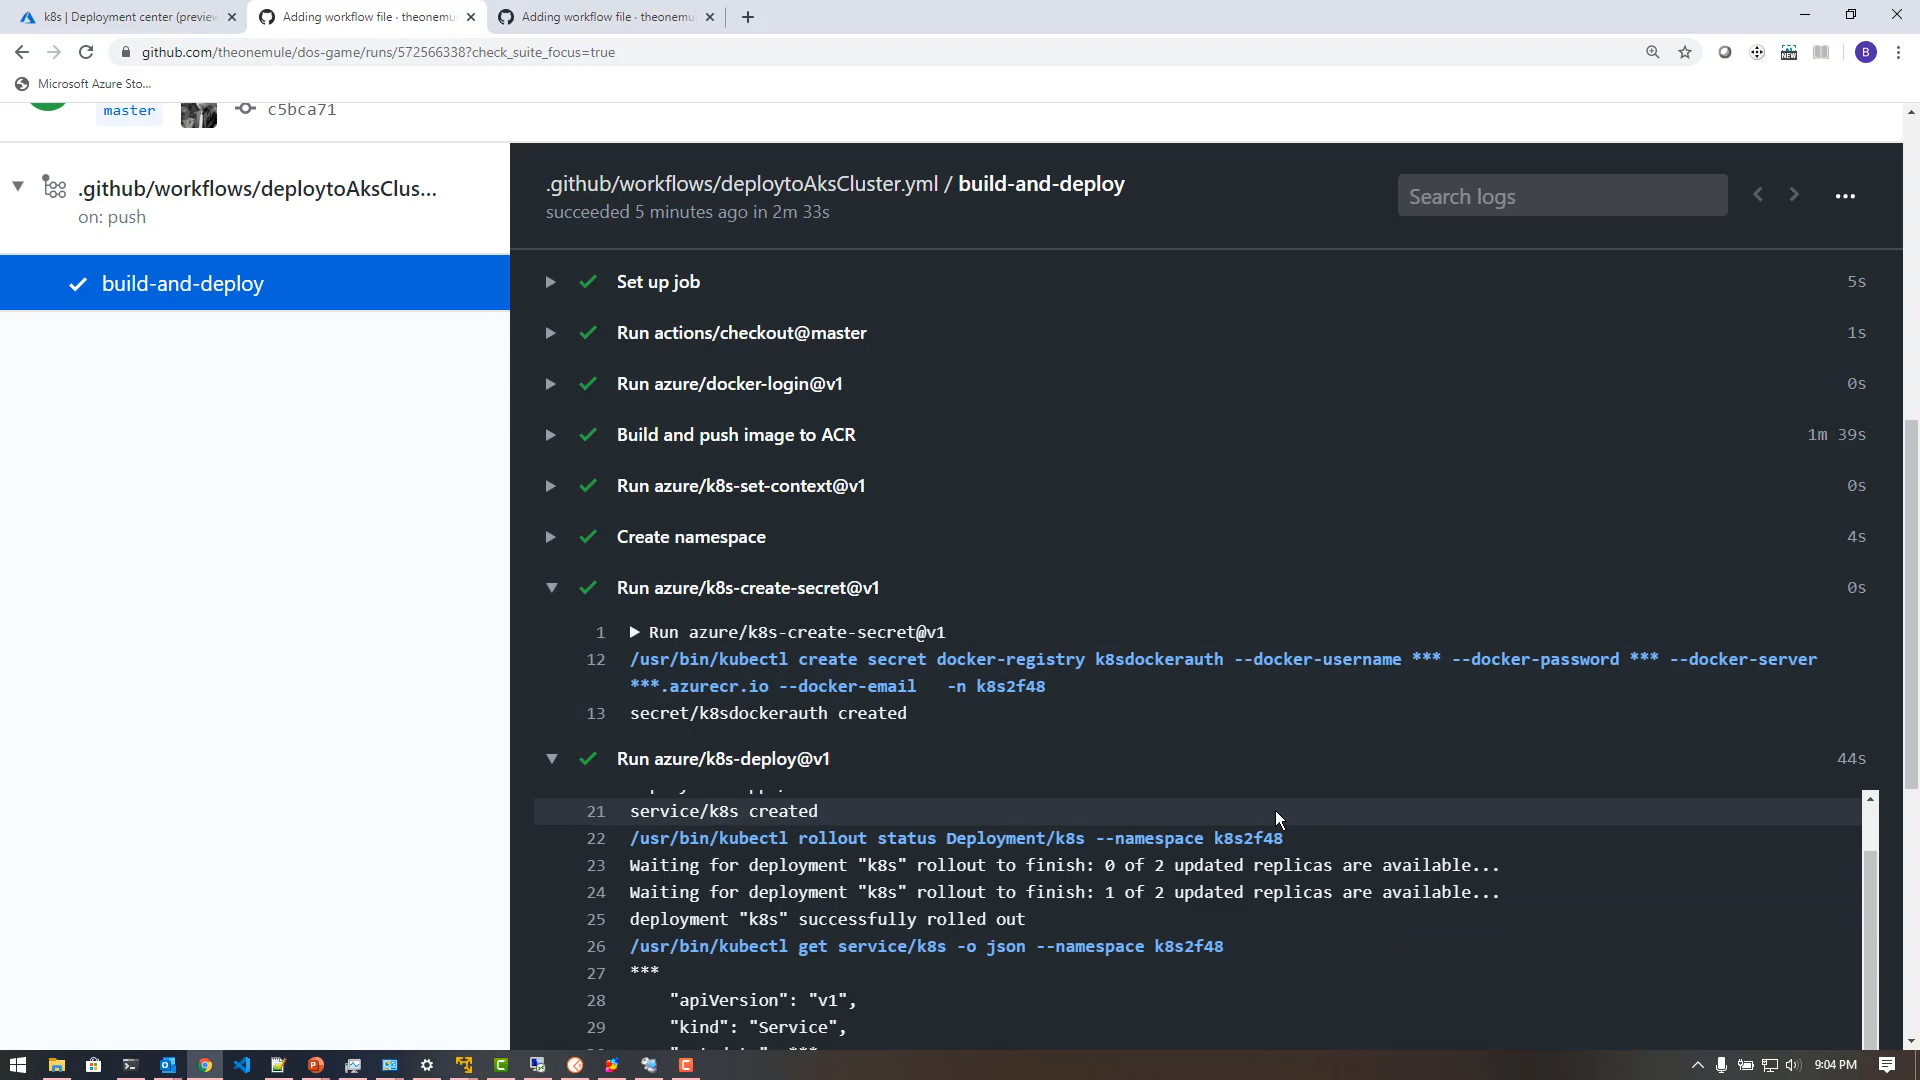 k8s | Deployment center (preview
Adding workflow file · theonemu
Adding workflow file · theonemu
github.com/theonemule/dos-game/runs/572566338?check_suite_focus=true
NEW
B
Microsoft Azure Sto...
master
c5bca71
.github/workflows/deploytoAksClus...
on: push
build-and-deploy
.github/workflows/deploytoAksCluster.yml / build-and-deploy
succeeded 5 minutes ago in 2m 33s
Search logs
Set up job 5s
Run actions/checkout@master 1s
Run azure/docker-login@v1 0s
Build and push image to ACR 1m 39s
Run azure/k8s-set-context@v1 0s
Create namespace 4s
Run azure/k8s-create-secret@v1 0s
1 Run azure/k8s-create-secret@v1
12 /usr/bin/kubectl create secret docker-registry k8sdockerauth --docker-username *** --docker-password *** --docker-server
***.azurecr.io --docker-email -n k8s2f48
13 secret/k8sdockerauth created
Run azure/k8s-deploy@v1 44s
21 service/k8s created
22 /usr/bin/kubectl rollout status Deployment/k8s --namespace k8s2f48
23 Waiting for deployment "k8s" rollout to finish: 0 of 2 updated replicas are available...
24 Waiting for deployment "k8s" rollout to finish: 1 of 2 updated replicas are available...
25 deployment "k8s" successfully rolled out
26 /usr/bin/kubectl get service/k8s -o json --namespace k8s2f48
27 ***
28 "apiVersion": "v1",
29 "kind": "Service",
9:04 PM